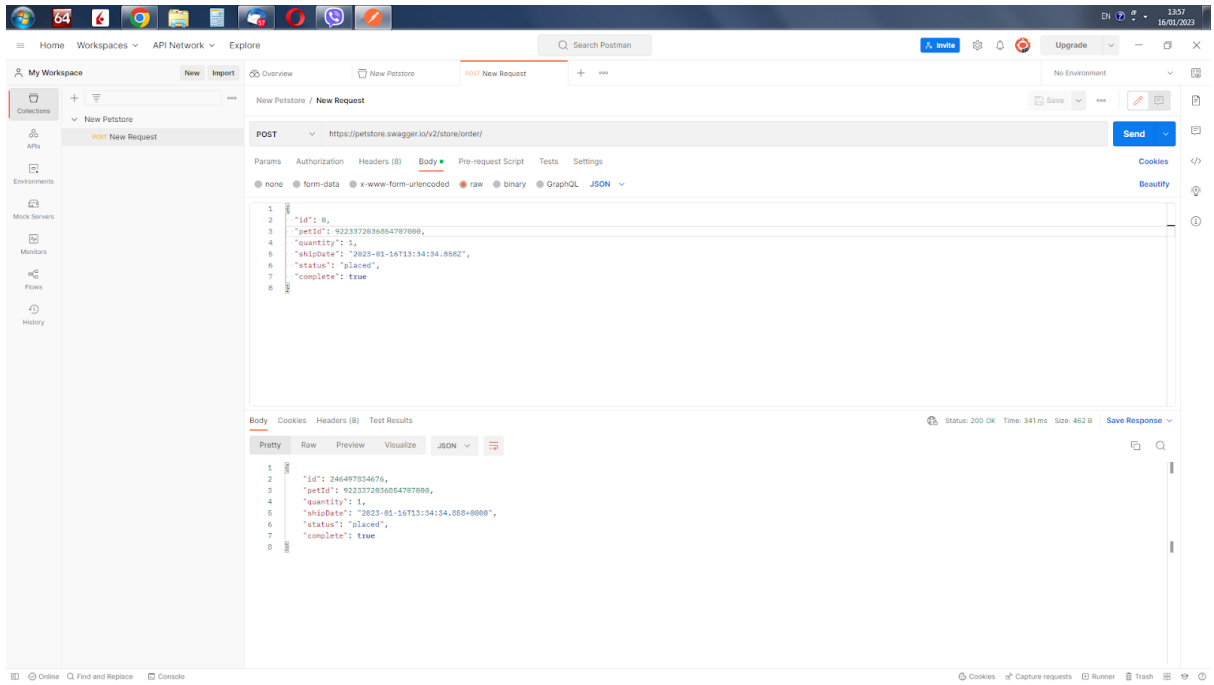 64
57
EN
13:57
16/01/2023
Home Workspaces API Network Explore
Search Postman
Invite
Upgrade
My Workspace
New Import
Overview
New Petstore
POST New Request
No Environment
Collections
APIs
Environments
Mock Servers
Monitors
Flows
History
New Petstore
POST New Request
New Petstore / New Request
Save
POST
https://petstore.swagger.io/v2/store/order/
Send
Params Authorization Headers (8) Body Pre-request Script Tests Settings
Cookies
none form-data x-www-form-urlencoded raw binary GraphQL JSON
Beautify
1 {
2 "id": 0,
3 "petId": 9223372036854707000,
4 "quantity": 1,
5 "shipDate": "2023-01-16T13:34:34.858Z",
6 "status": "placed",
7 "complete": true
8 }
Body Cookies Headers (8) Test Results
Status: 200 OK Time: 341 ms Size: 462 B Save Response
Pretty Raw Preview Visualize JSON
1 {
2 "id": 246497834676,
3 "petId": 9223372036854707000,
4 "quantity": 1,
5 "shipDate": "2023-01-16T13:34:34.858+0000",
6 "status": "placed",
7 "complete": true
8 }
Online Find and Replace Console
Cookies Capture requests Runner Trash